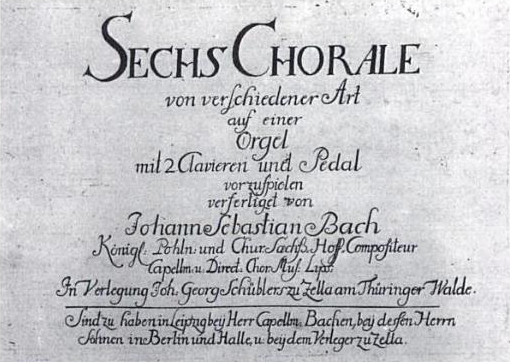 SECHS CHORALE
von verschiedener Art
auf einer
Orgel
mit 2 Clavieren und Pedal
vorzuspielen
verfertiget von
Johann Sebastian Bach
Königl: Pohln: und Chur-Sächß. Hoff-Compositeur
Capellm: u: Direct: Chor: Mus: Lips:
In Verlegung Joh: Georg Schüblers zu Zella am Thüringer Walde.
Sind zu haben in Leipzig bey Herr Capellm: Bachen, bey dessen Herrn
Söhnen in Berlin und Halle, u: bey dem Verleger zu Zella.